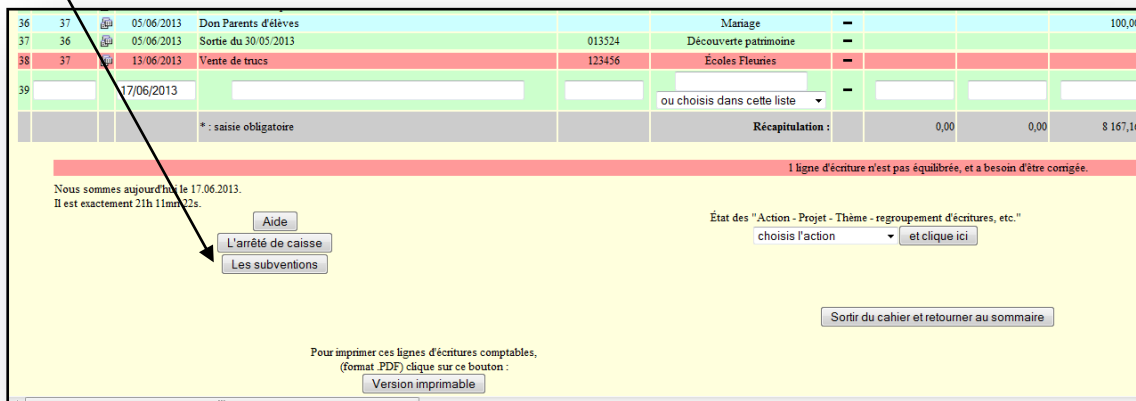 36 37 05/06/2013 Don Parents d'élèves Mariage – 100,00
37 36 05/06/2013 Sortie du 30/05/2013 013524 Découverte patrimoine –
38 37 13/06/2013 Vente de trucs 123456 Écoles Fleuries –
39 17/06/2013 ou choisis dans cette liste –
* : saisie obligatoire Récapitulation : 0,00 0,00 8 167,16
1 ligne d'écriture n'est pas équilibrée, et a besoin d'être corrigée.
Nous sommes aujourd'hui le 17.06.2013.
Il est exactement 21h 11mn 22s.
Aide
L'arrêté de caisse
Les subventions
État des "Action - Projet - Thème - regroupement d'écritures, etc."
choisis l'action et clique ici
Sortir du cahier et retourner au sommaire
Pour imprimer ces lignes d'écritures comptables,
(format .PDF) clique sur ce bouton :
Version imprimable